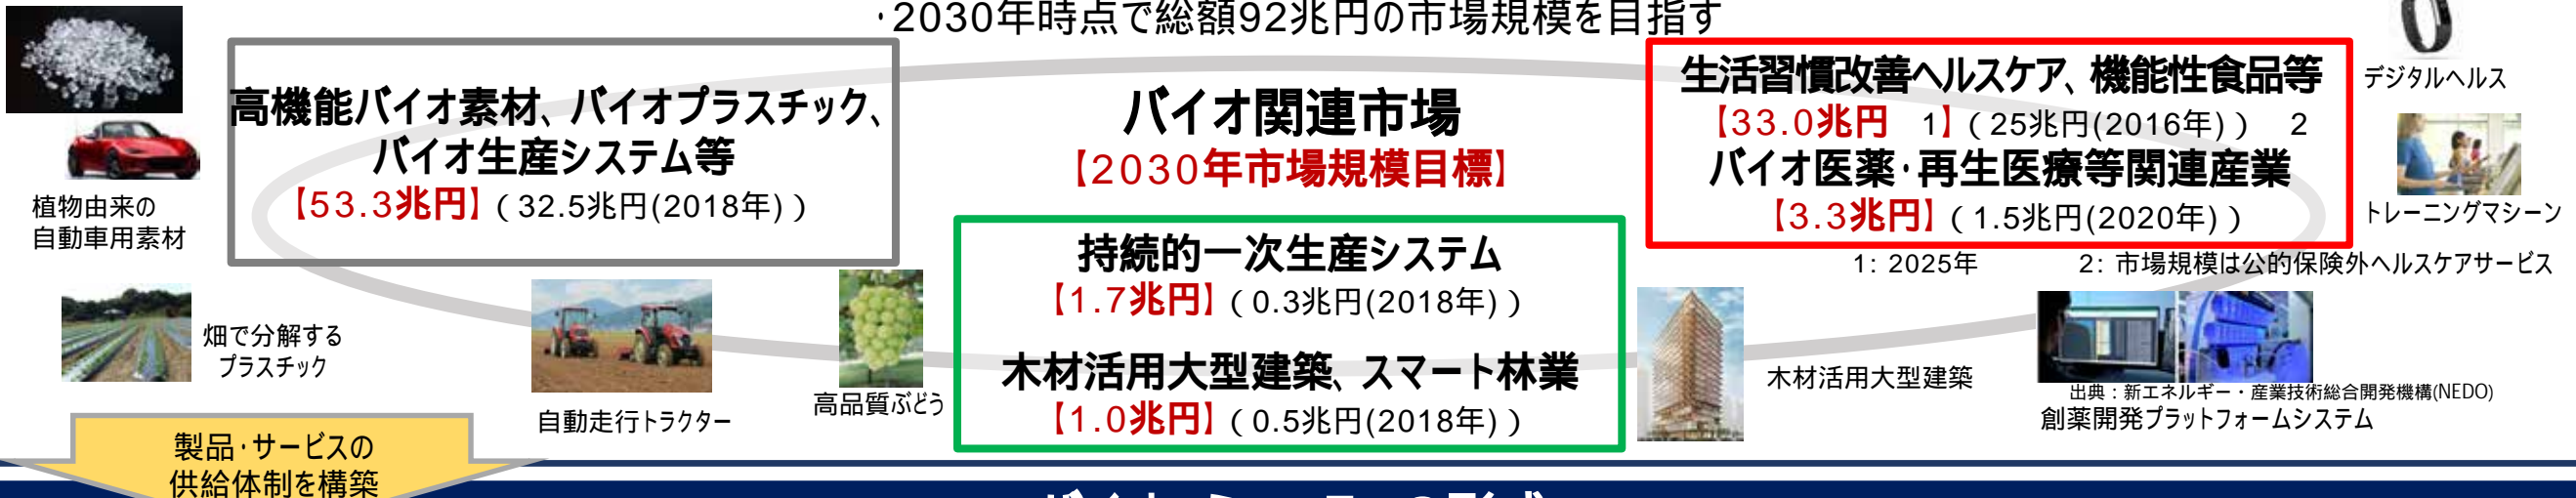 ・2030年時点で総額92兆円の市場規模を目指す
高機能バイオ素材、バイオプラスチック、
バイオ生産システム等
【53.3兆円】（32.5兆円(2018年)）
植物由来の
自動車用素材
畑で分解する
プラスチック
バイオ関連市場
【2030年市場規模目標】
生活習慣改善ヘルスケア、機能性食品等
【33.0兆円 1】（25兆円(2016年)） 2
バイオ医薬・再生医療等関連産業
【3.3兆円】（1.5兆円(2020年)）
デジタルヘルス
トレーニングマシーン
1: 2025年 2: 市場規模は公的保険外ヘルスケアサービス
持続的一次生産システム
【1.7兆円】（0.3兆円(2018年)）
木材活用大型建築、スマート林業
【1.0兆円】（0.5兆円(2018年)）
自動走行トラクター
高品質ぶどう
木材活用大型建築
出典：新エネルギー・産業技術総合開発機構(NEDO)
創薬開発プラットフォームシステム
製品・サービスの
供給体制を構築